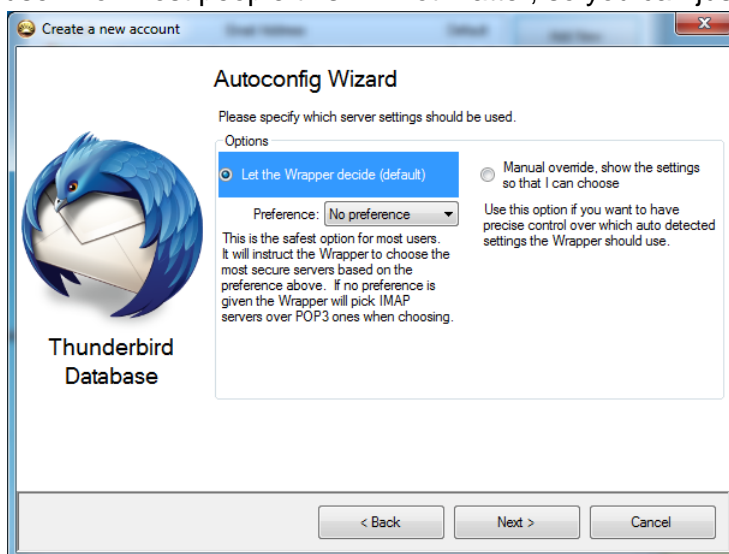 Create a new account
Autoconfig Wizard
Please specify which server settings should be used.
Options
Let the Wrapper decide (default)
Preference: No preference
This is the safest option for most users.
It will instruct the Wrapper to choose the
most secure servers based on the
preference above. If no preference is
given the Wrapper will pick IMAP
servers over POP3 ones when choosing.
Manual override, show the settings
so that I can choose
Use this option if you want to have
precise control over which auto detected
settings the Wrapper should use.
Thunderbird
Database
< Back
Next >
Cancel